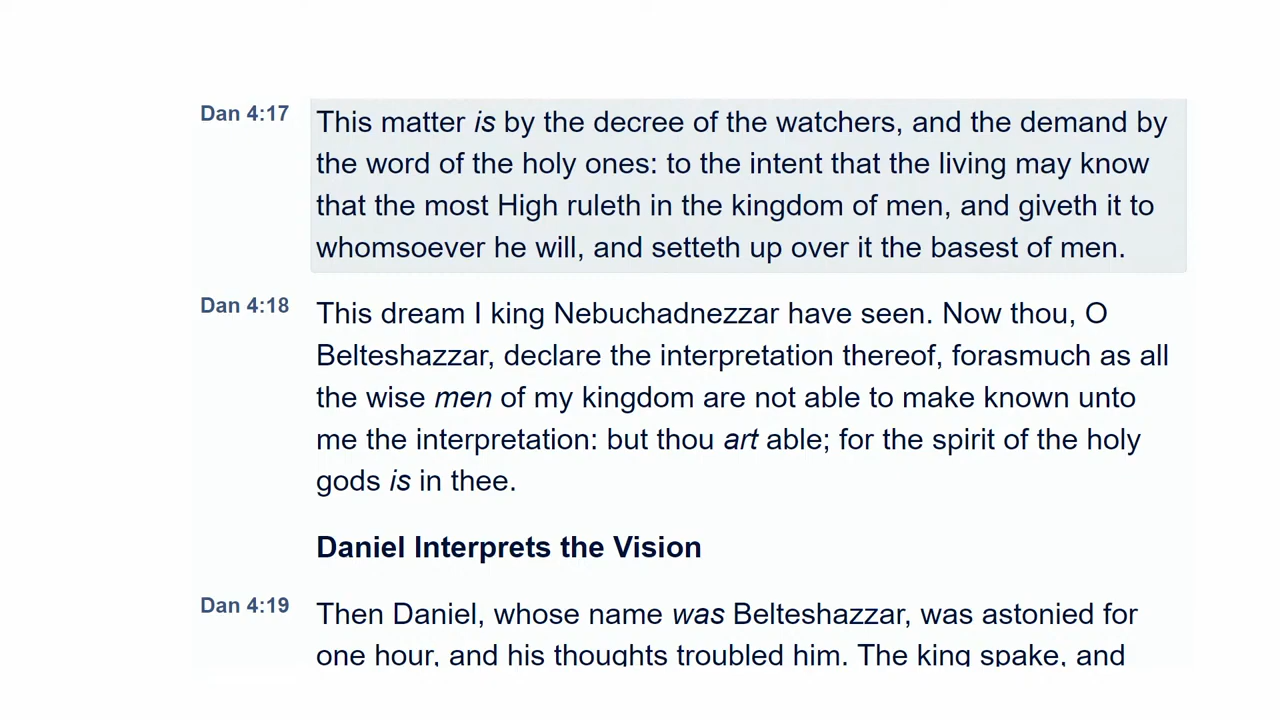 Dan 4:17 This matter is by the decree of the watchers, and the demand by
the word of the holy ones: to the intent that the living may know
that the most High ruleth in the kingdom of men, and giveth it to
whomsoever he will, and setteth up over it the basest of men.
Dan 4:18 This dream I king Nebuchadnezzar have seen. Now thou, O
Belteshazzar, declare the interpretation thereof, forasmuch as all
the wise men of my kingdom are not able to make known unto
me the interpretation: but thou art able; for the spirit of the holy
gods is in thee.
Daniel Interprets the Vision
Dan 4:19 Then Daniel, whose name was Belteshazzar, was astonied for
one hour, and his thoughts troubled him. The king spake, and